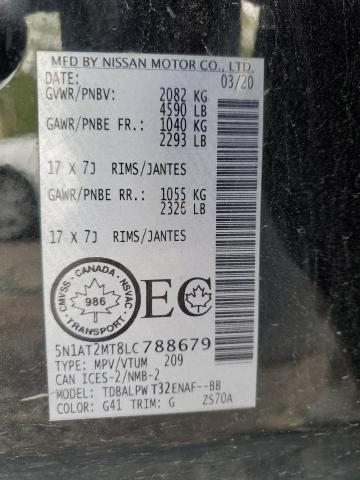 MFD BY NISSAN MOTOR CO., LTD.
DATE: 03/20
GVWR/PNBV: 2082 KG
4590 LB
GAWR/PNBE FR.: 1040 KG
2293 LB
17 X 7J RIMS/JANTES
GAWR/PNBE RR.: 1055 KG
2326 LB
17 X 7J RIMS/JANTES
CANADA
CMVSS - NSVAC
986
TRANSPORT
EC
5N1AT2MT8LC788679
TYPE: MPV/VTUM 209
CAN ICES-2/NMB-2
MODEL: TDBALPW T32ENAF--BB
COLOR: G41 TRIM: G ZS70A